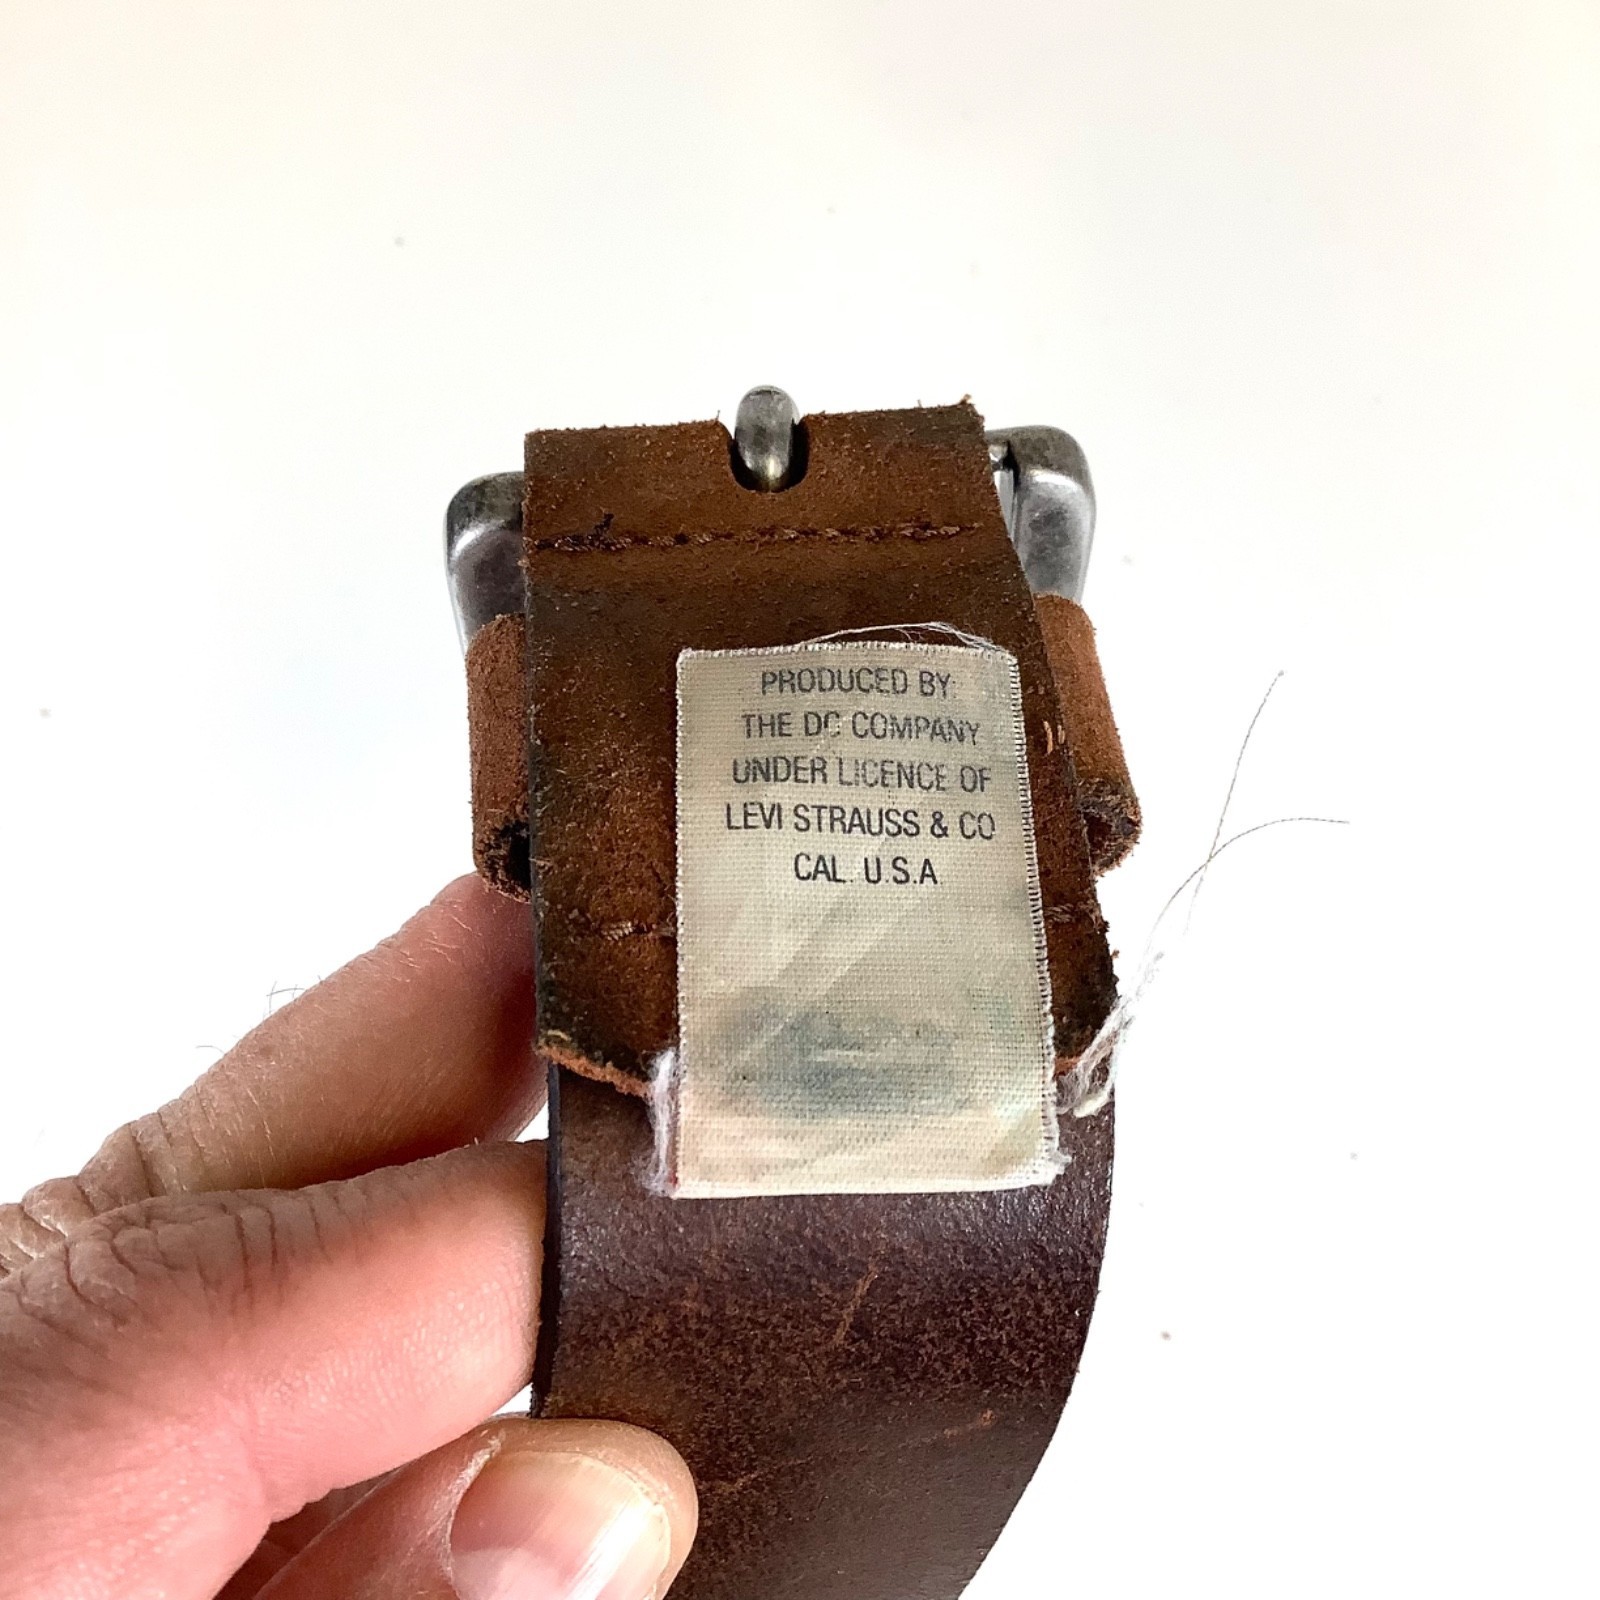 PRODUCED BY:
THE DC COMPANY
UNDER LICENCE OF
LEVI STRAUSS & CO
CAL. U.S.A.